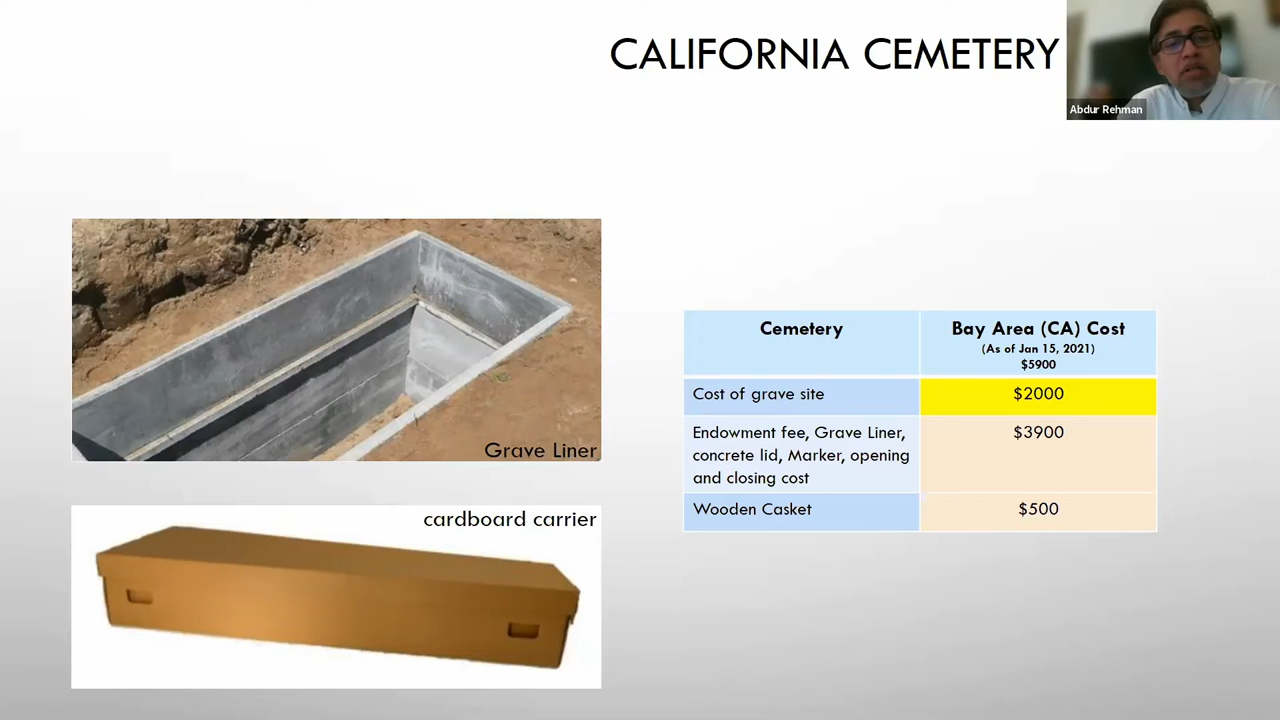 CALIFORNIA CEMETERY
Abdur Rehman
Grave Liner
cardboard carrier
Cemetery
Bay Area (CA) Cost
(As of Jan 15, 2021)
$5900
Cost of grave site
$2000
Endowment fee, Grave Liner,
concrete lid, Marker, opening
and closing cost
$3900
Wooden Casket
$500